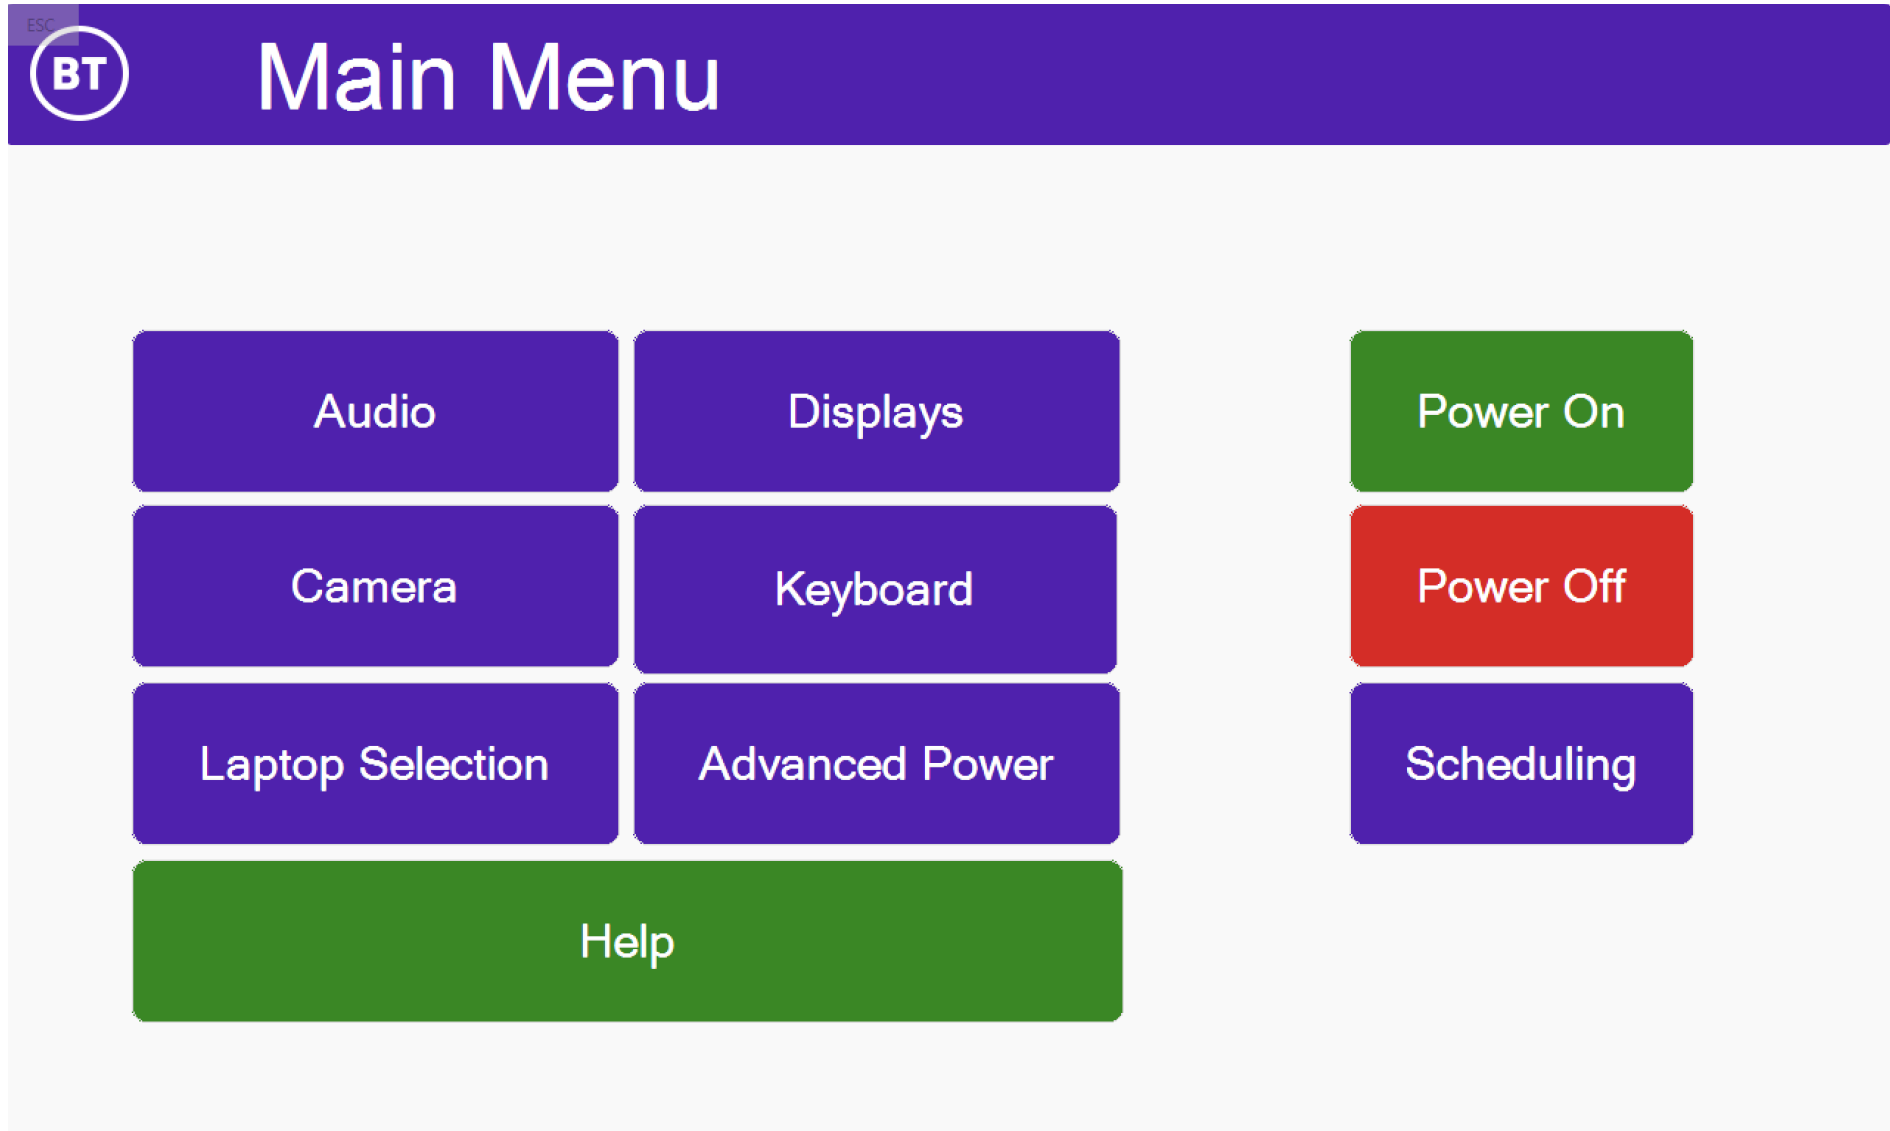 ESC
BT
Main Menu
Audio
Displays
Power On
Camera
Keyboard
Power Off
Laptop Selection
Advanced Power
Scheduling
Help